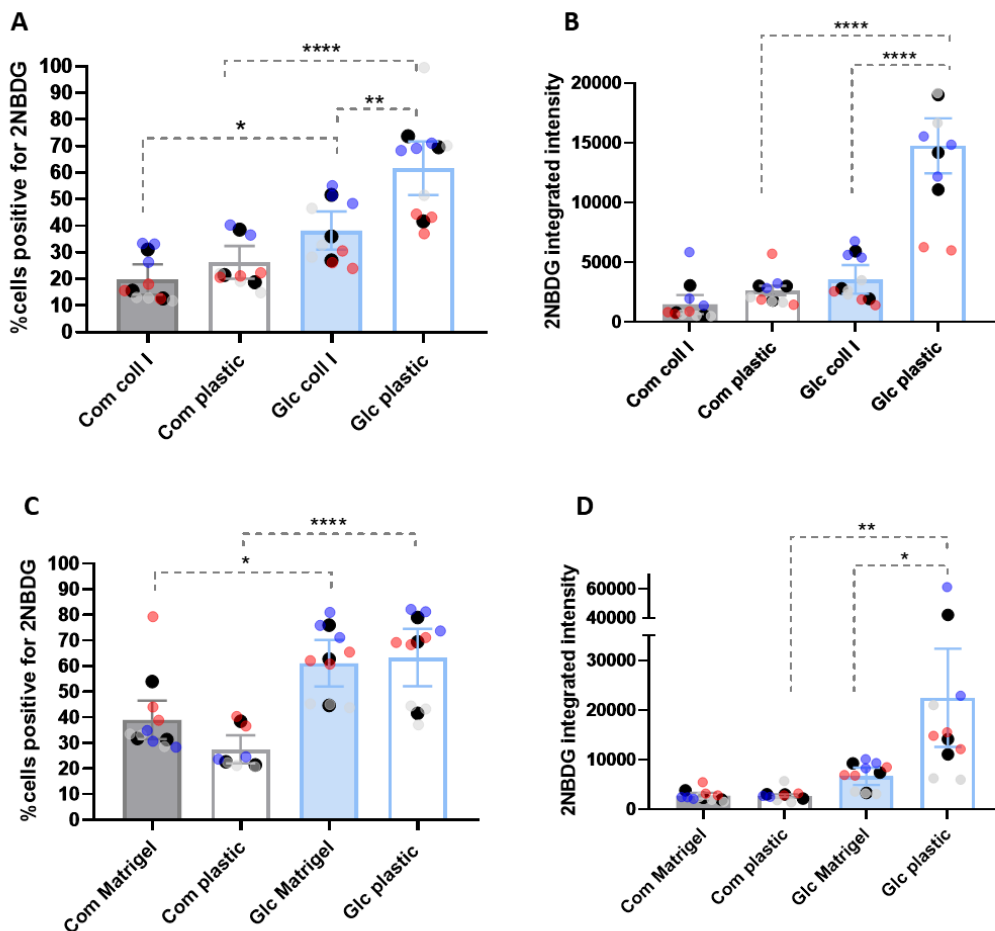 A
%cells positive for 2NBDG
100
90
80
70
60
50
40
30
20
10
0
****
**
*
Com coll I
Com plastic
Glc coll I
Glc plastic
B
2NBDG integrated intensity
20000
15000
10000
5000
0
****
****
Com coll I
Com plastic
Glc coll I
Glc plastic
C
%cells positive for 2NBDG
100
90
80
70
60
50
40
30
20
10
0
****
*
Com Matrigel
Com plastic
Glc Matrigel
Glc plastic
D
2NBDG integrated intensity
60000
40000
30000
20000
10000
0
**
*
Com Matrigel
Com plastic
Glc Matrigel
Glc plastic